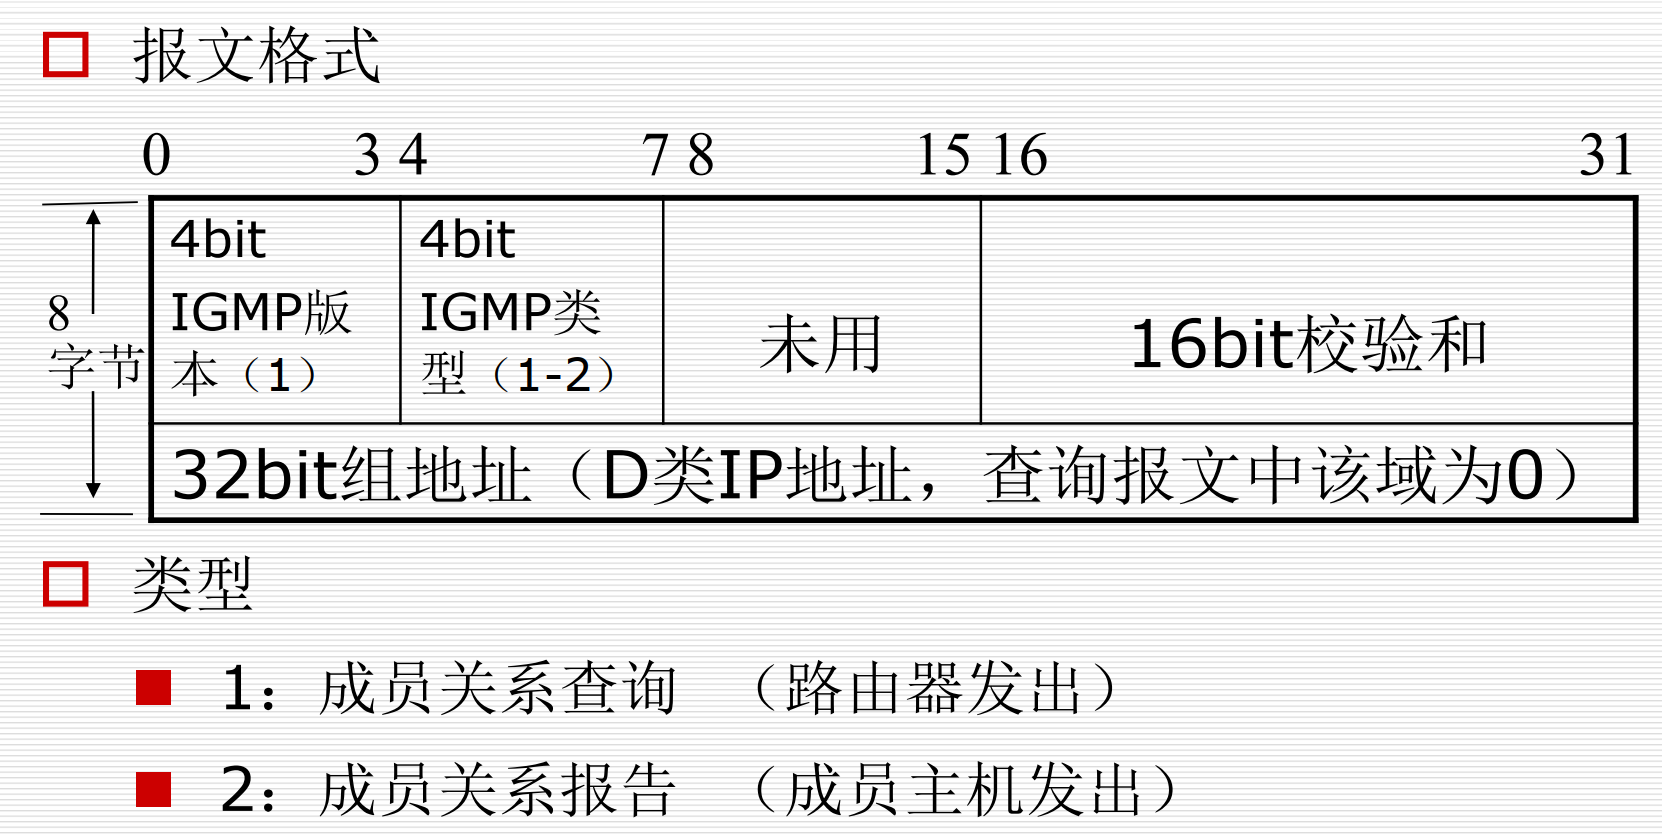 报文格式
0 3 4 7 8 15 16 31
8
字节
4bit
IGMP版
本（1）
4bit
IGMP类
型（1-2）
未用
16bit校验和
32bit组地址（D类IP地址，查询报文中该域为0）
类型
1：成员关系查询 （路由器发出）
2：成员关系报告 （成员主机发出）